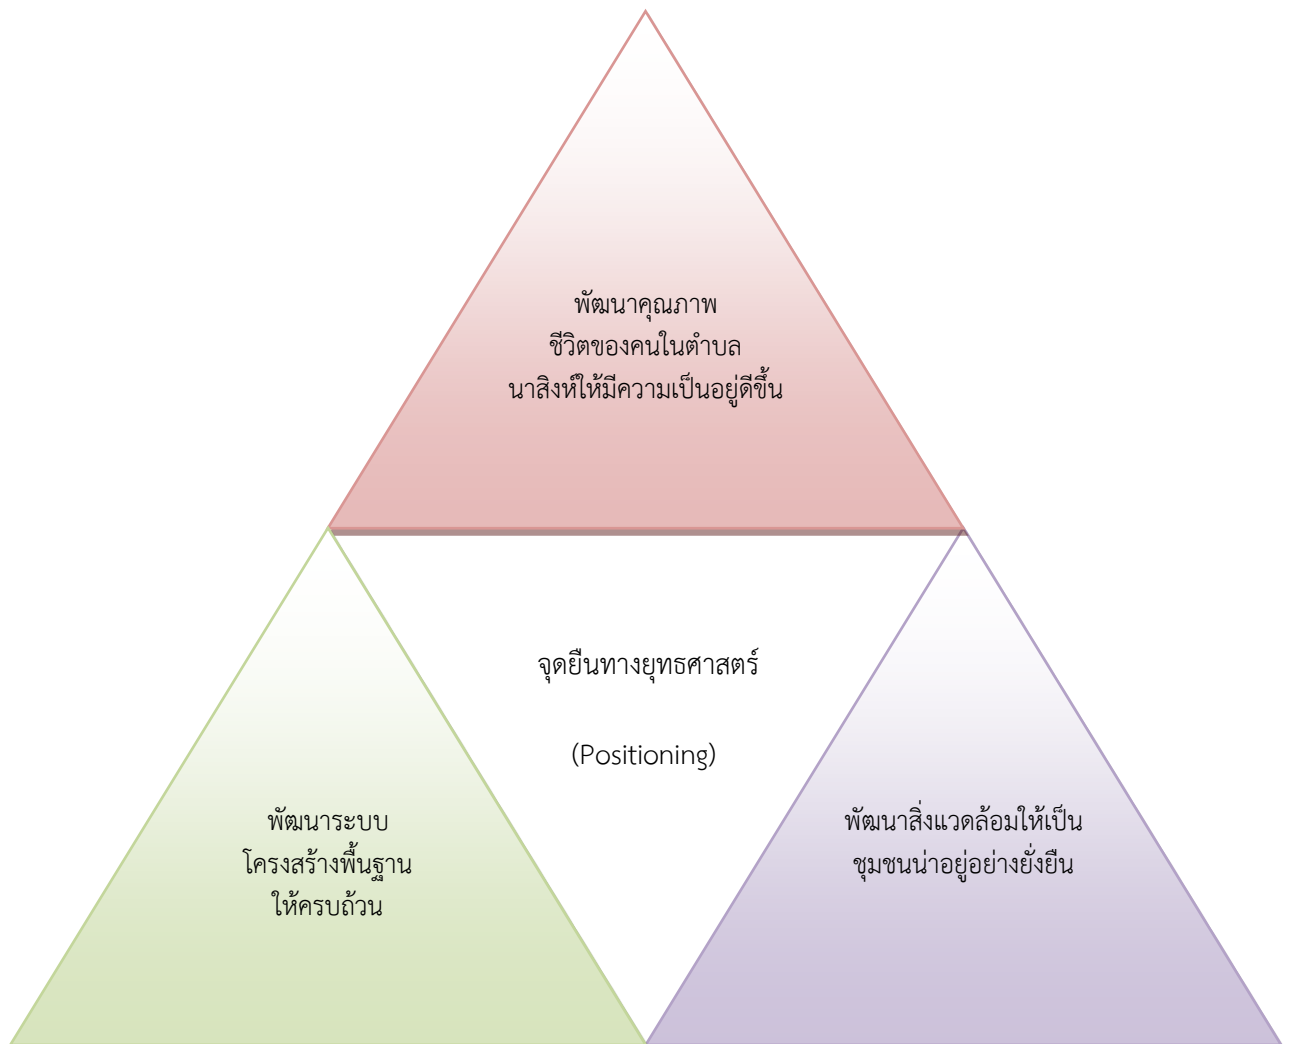 พัฒนาคุณภาพ
ชีวิตของคนในตำบล
นาสิงห์ให้มีความเป็นอยู่ดีขึ้น
จุดยืนทางยุทธศาสตร์
(Positioning)
พัฒนาระบบ
โครงสร้างพื้นฐาน
ให้ครบถ้วน
พัฒนาสิ่งแวดล้อมให้เป็น
ชุมชนน่าอยู่อย่างยั่งยืน